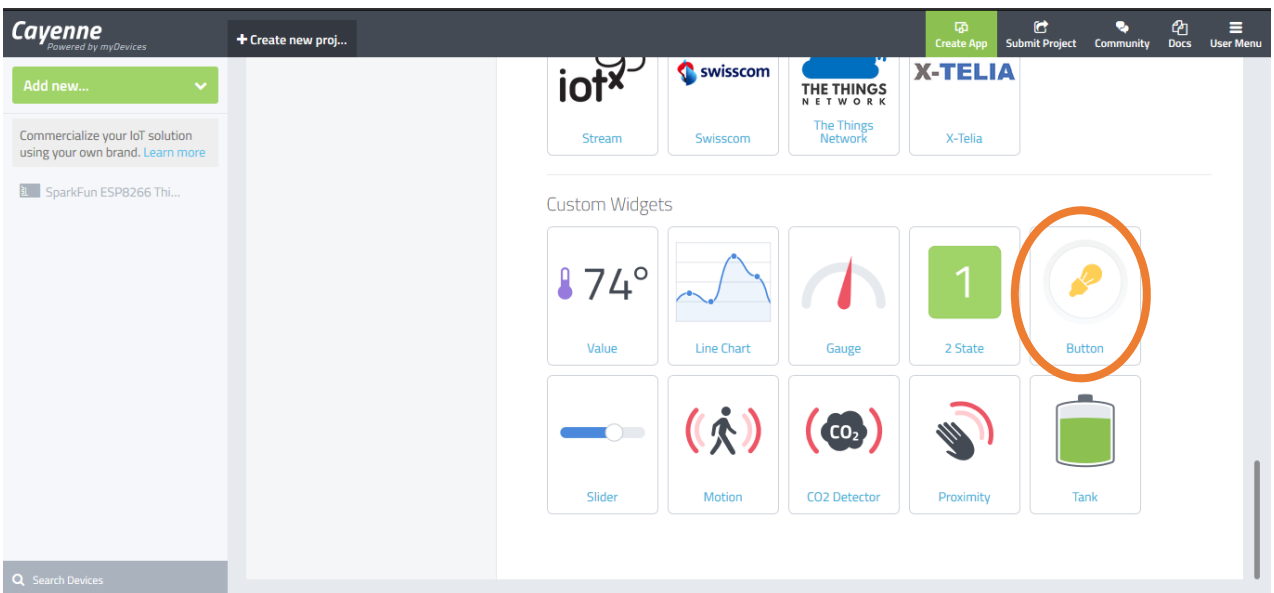 Cayenne
Powered by myDevices
+ Create new proj...
Create App
Submit Project
Community
Docs
User Menu
Add new...
Commercialize your IoT solution
using your own brand. Learn more
SparkFun ESP8266 Thi...
iotx
swisscom
THE THINGS
NETWORK
X-TELIA
Stream
Swisscom
The Things
Network
X-Telia
Custom Widgets
74°
1
Value
Line Chart
Gauge
2 State
Button
CO₂
Slider
Motion
CO2 Detector
Proximity
Tank
Search Devices